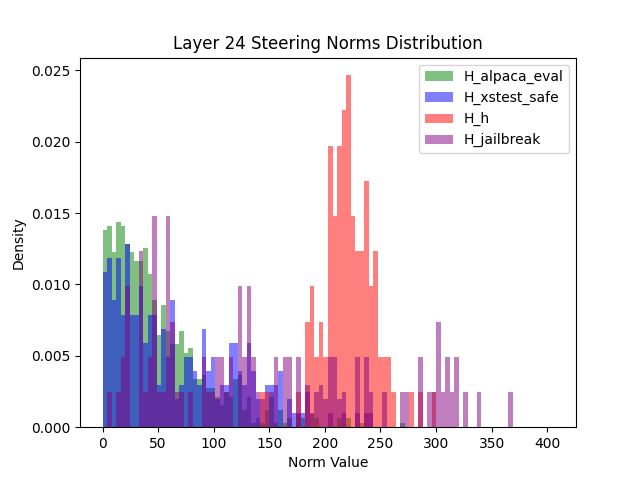 Layer 24 Steering Norms Distribution
H_alpaca_eval
H_xstest_safe
H_h
H_jailbreak
Density
0.025
0.020
0.015
0.010
0.005
0.000
0 50 100 150 200 250 300 350 400
Norm Value